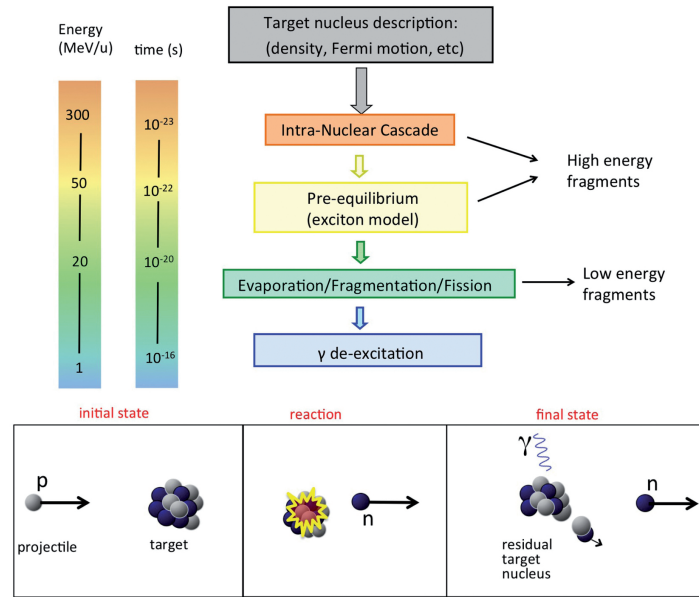 Energy
(MeV/u)
time (s)
300
50
20
1
10-23
10-22
10-20
10-16
Target nucleus description:
(density, Fermi motion, etc)
Intra-Nuclear Cascade
Pre-equilibrium
(exciton model)
High energy
fragments
Evaporation/Fragmentation/Fission
Low energy
fragments
γ de-excitation
initial state
reaction
final state
p
projectile
target
n
γ
n
residual
target
nucleus